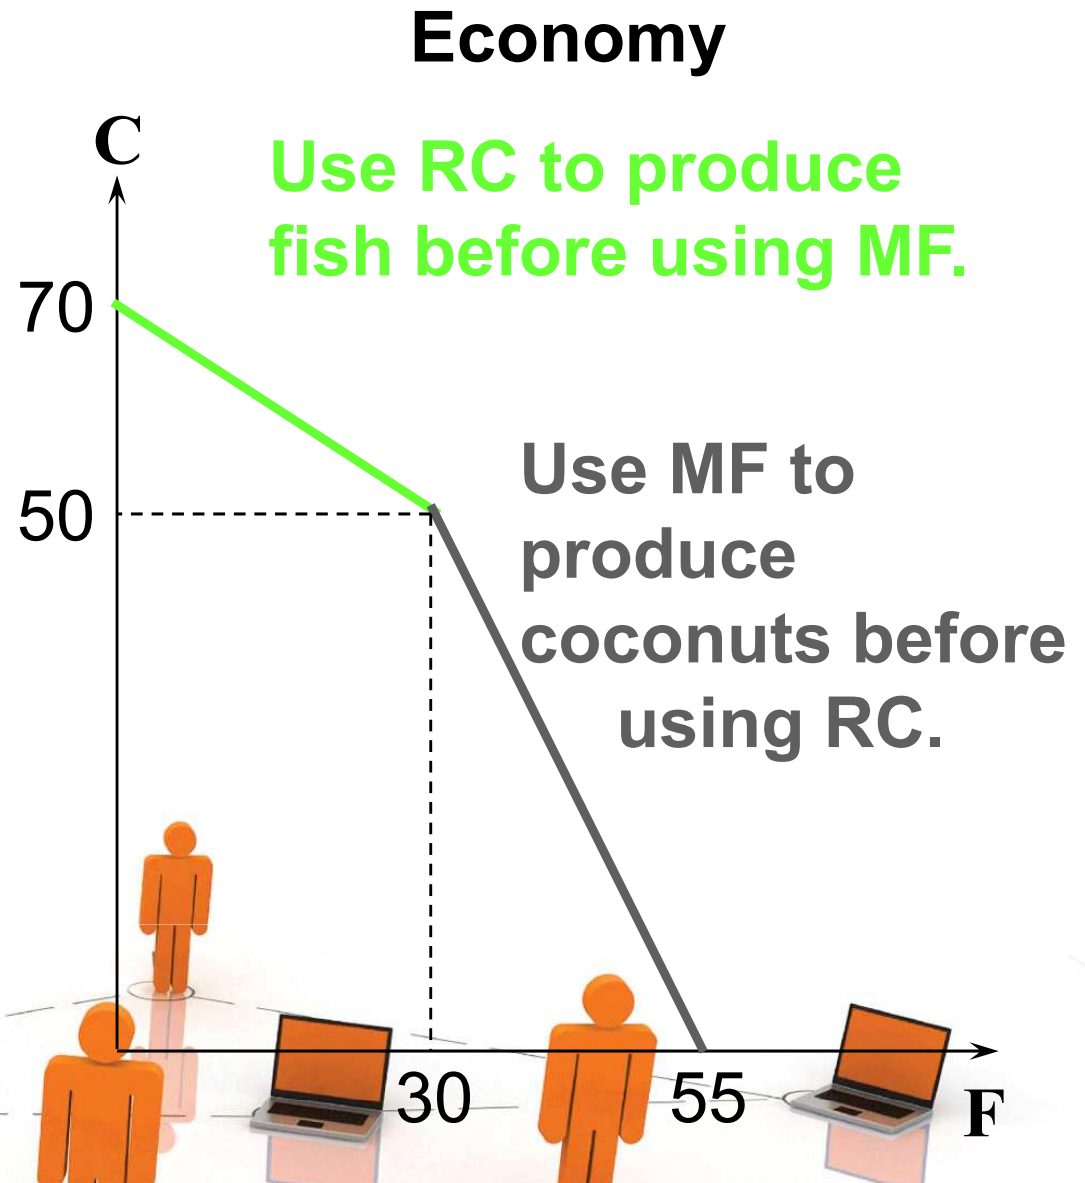 Economy
C
Use RC to produce
fish before using MF.
70
50
Use MF to
produce
coconuts before
using RC.
30
55
F